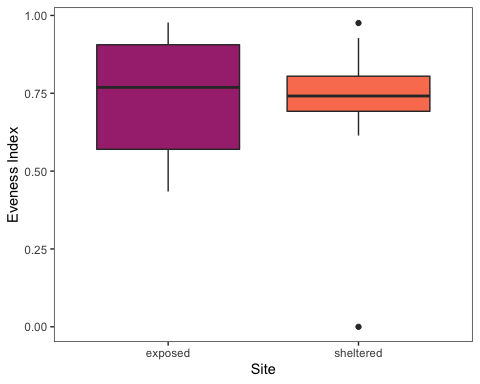 1.00
0.75
0.50
0.25
0.00
Eveness Index
exposed
sheltered
Site